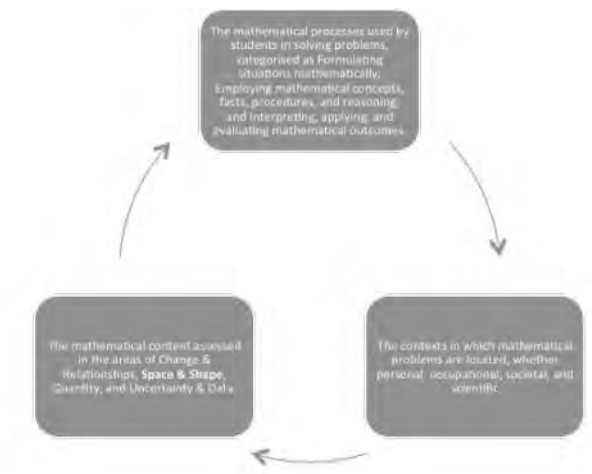 The mathematical processes used by
students in solving problems,
categorised as Formulating
situations mathematically;
Employing mathematical concepts,
facts, procedures, and reasoning;
and Interpreting, applying, and
evaluating mathematical outcomes
The contexts in which mathematical
problems are located, whether
personal, occupational, societal, and
scientific
The mathematical content assessed
in the areas of Change &
Relationships, Space & Shape,
Quantity, and Uncertainty & Data